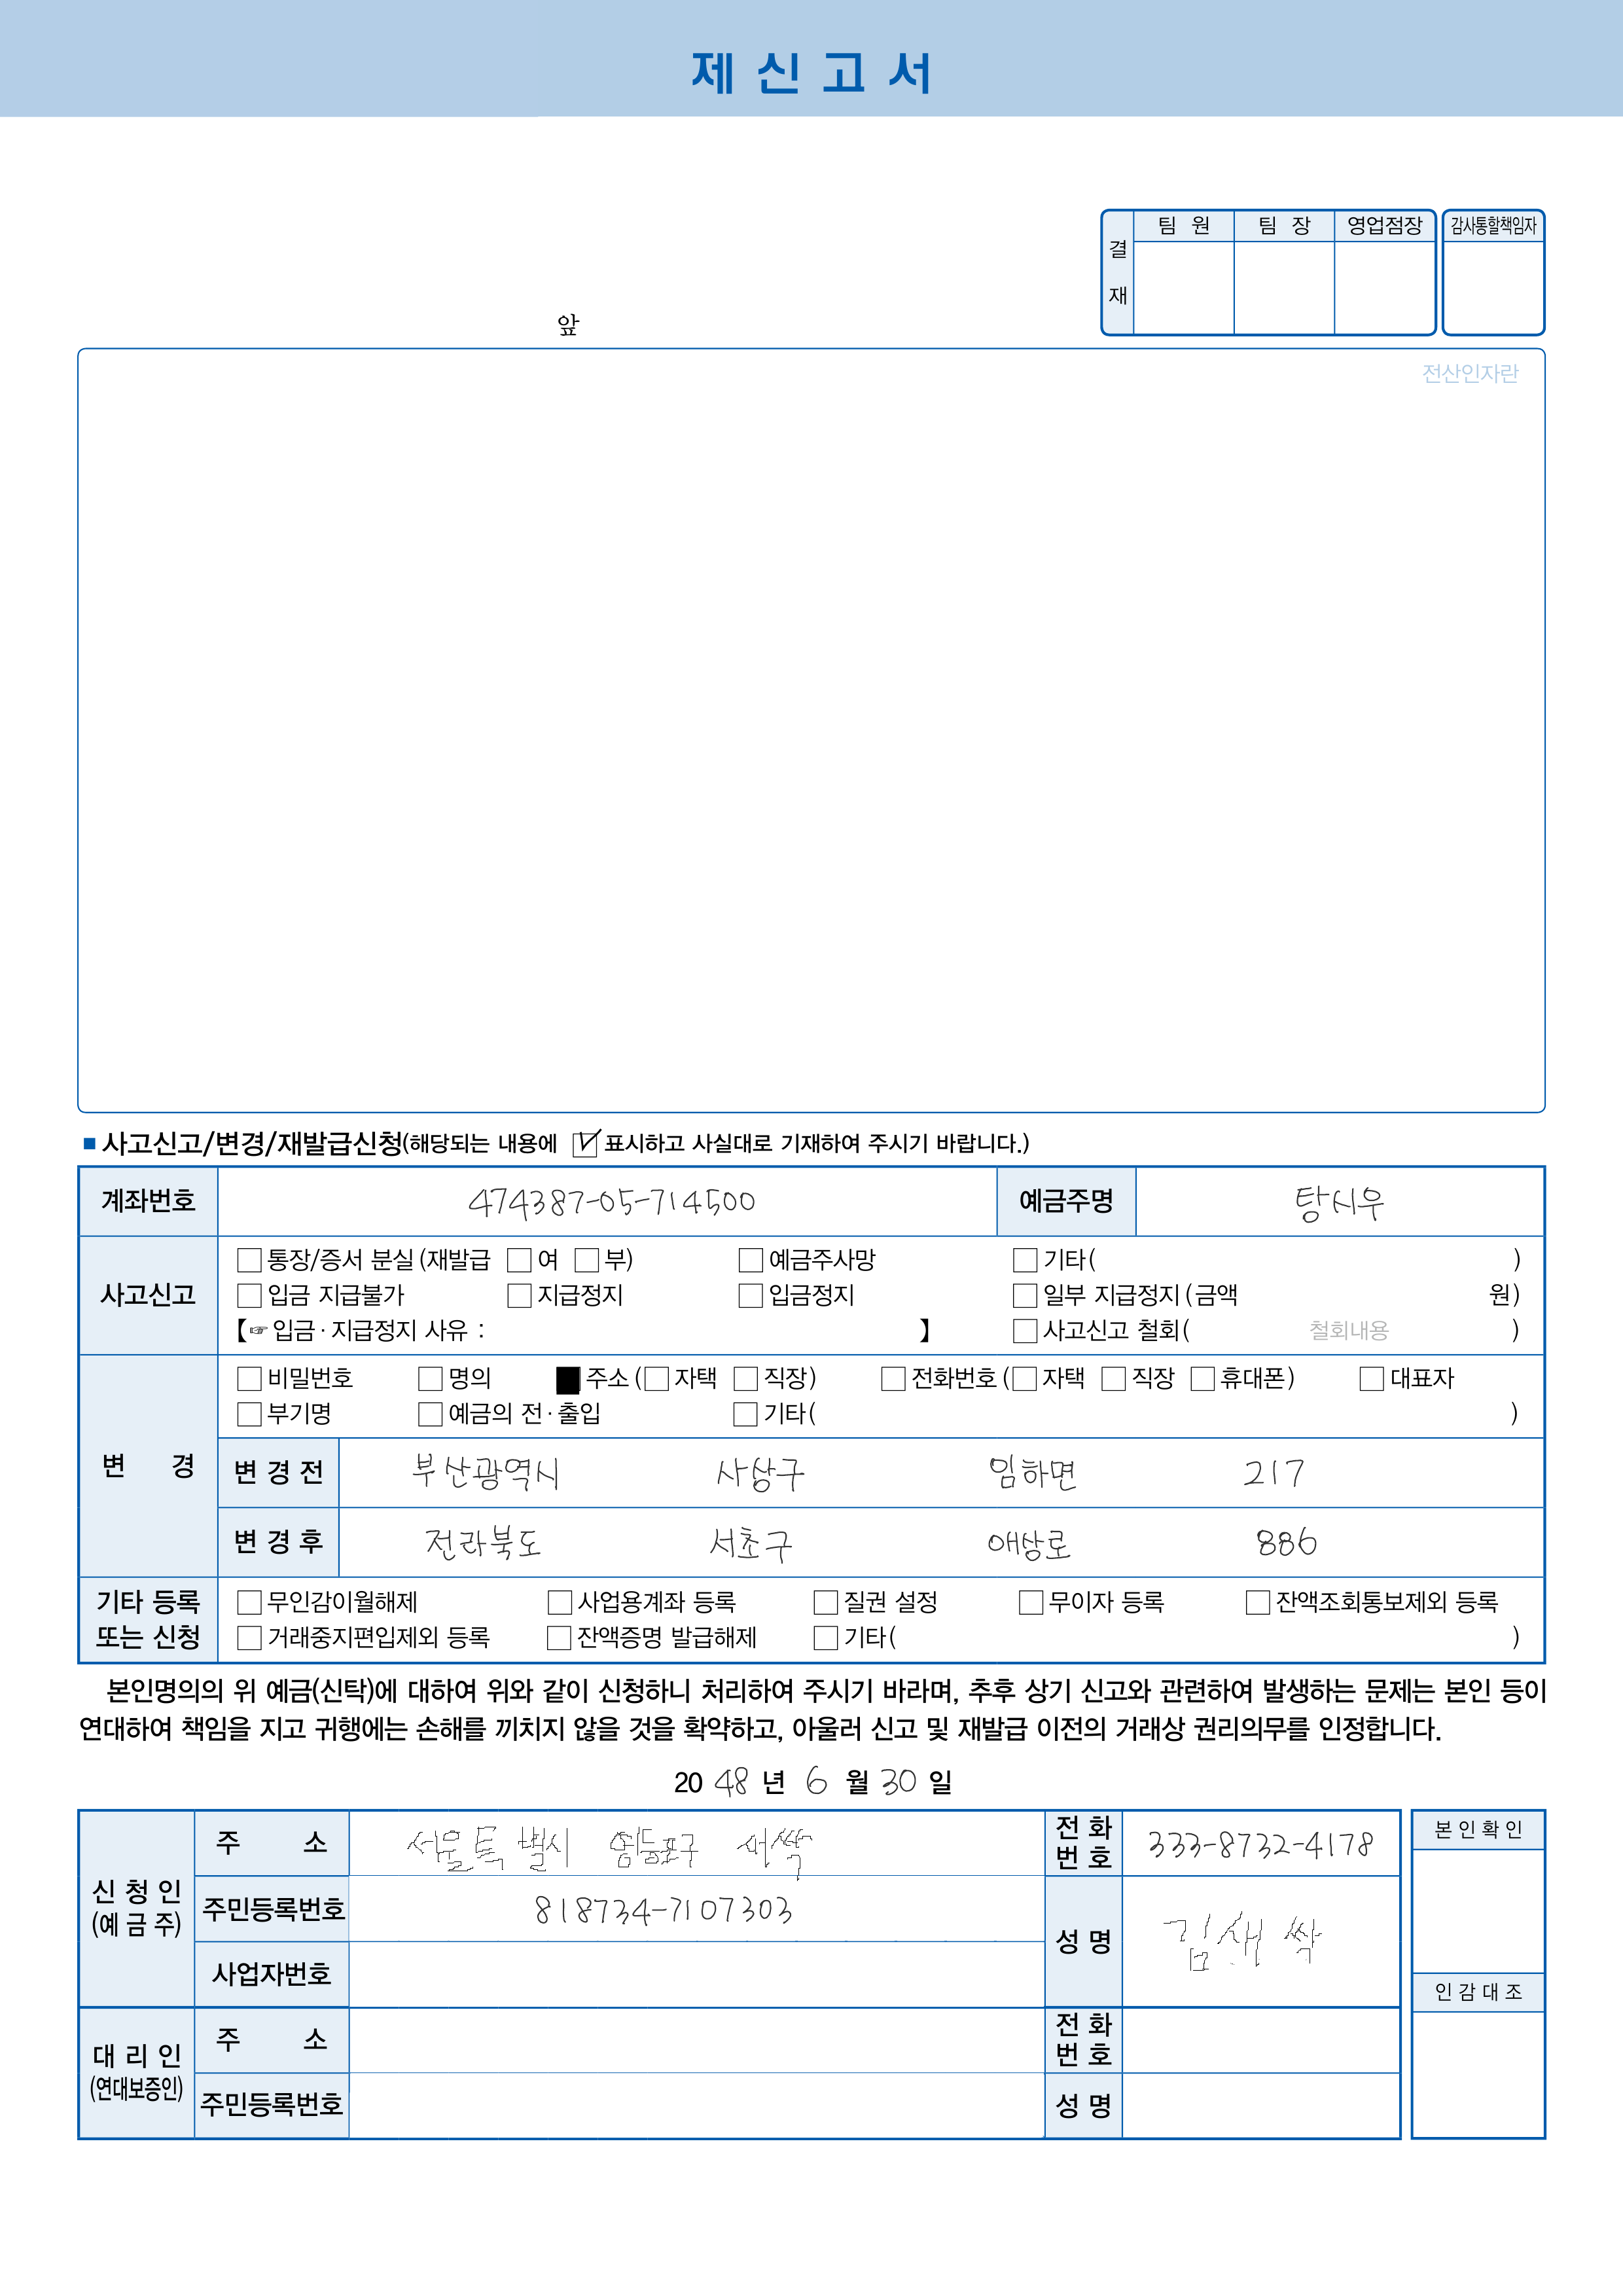 제 신 고 서
결 재 팀 원 팀 장 영업점장 감사통할책임자
앞
전산인자란
■ 사고신고/변경/재발급신청(해당되는 내용에 ☑ 표시하고 사실대로 기재하여 주시기 바랍니다.)
계좌번호 474387-05-714500 예금주명 탕시우
사고신고
□ 통장/증서 분실 (재발급 □ 여 □ 부) □ 예금주사망 □ 기타 ( )
□ 입금 지급불가 □ 지급정지 □ 입금정지 □ 일부 지급정지 (금액 원)
【☞ 입금·지급정지 사유 : 】 □ 사고신고 철회 ( 철회내용 )
변 경
□ 비밀번호 □ 명의 ■ 주소 (□ 자택 □ 직장) □ 전화번호 (□ 자택 □ 직장 □ 휴대폰) □ 대표자
□ 부기명 □ 예금의 전·출입 □ 기타 ( )
변 경 전 부산광역시 사상구 임하면 217
변 경 후 전라북도 서초구 애상로 886
기타 등록 또는 신청
□ 무인감이월해제 □ 사업용계좌 등록 □ 질권 설정 □ 무이자 등록 □ 잔액조회통보제외 등록
□ 거래중지편입제외 등록 □ 잔액증명 발급해제 □ 기타 ( )
본인명의의 위 예금(신탁)에 대하여 위와 같이 신청하니 처리하여 주시기 바라며, 추후 상기 신고와 관련하여 발생하는 문제는 본인 등이
연대하여 책임을 지고 귀행에는 손해를 끼치지 않을 것을 확약하고, 아울러 신고 및 재발급 이전의 거래상 권리의무를 인정합니다.
20 48 년 6 월 30 일
신 청 인 (예 금 주)
주 소 서울특별시 영등포구 새싹 전 화 번 호 333-8732-4178
주민등록번호 818734-7107303 성 명 김새싹
사업자번호
대 리 인 (연대보증인)
주 소 전 화 번 호
주민등록번호 성 명
본 인 확 인
인 감 대 조